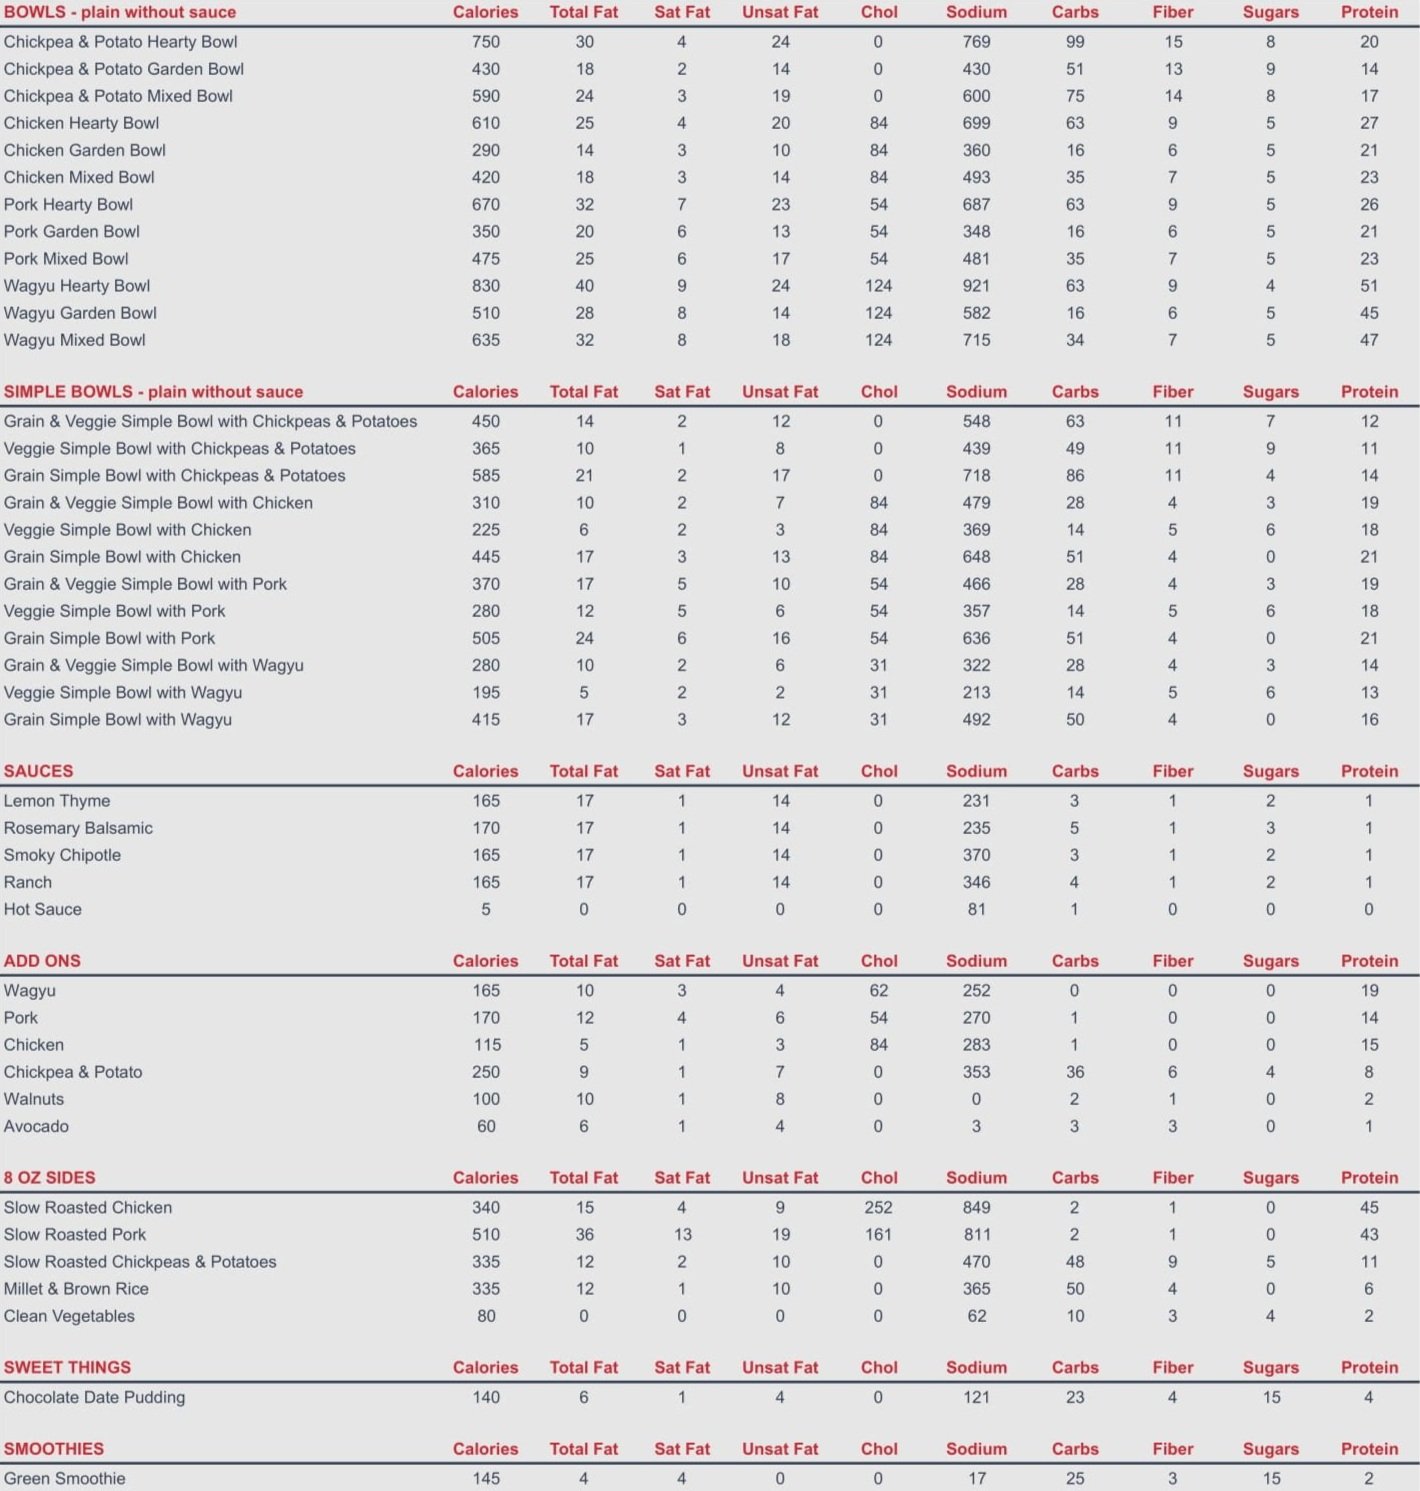 BOWLS - plain without sauce Calories Total Fat Sat Fat Unsat Fat Chol Sodium Carbs Fiber Sugars Protein
Chickpea & Potato Hearty Bowl 750 30 4 24 0 769 99 15 8 20
Chickpea & Potato Garden Bowl 430 18 2 14 0 430 51 13 9 14
Chickpea & Potato Mixed Bowl 590 24 3 19 0 600 75 14 8 17
Chicken Hearty Bowl 610 25 4 20 84 699 63 9 5 27
Chicken Garden Bowl 290 14 3 10 84 360 16 6 5 21
Chicken Mixed Bowl 420 18 3 14 84 493 35 7 5 23
Pork Hearty Bowl 670 32 7 23 54 687 63 9 5 26
Pork Garden Bowl 350 20 6 13 54 348 16 6 5 21
Pork Mixed Bowl 475 25 6 17 54 481 35 7 5 23
Wagyu Hearty Bowl 830 40 9 24 124 921 63 9 4 51
Wagyu Garden Bowl 510 28 8 14 124 582 16 6 5 45
Wagyu Mixed Bowl 635 32 8 18 124 715 34 7 5 47
SIMPLE BOWLS - plain without sauce Calories Total Fat Sat Fat Unsat Fat Chol Sodium Carbs Fiber Sugars Protein
Grain & Veggie Simple Bowl with Chickpeas & Potatoes 450 14 2 12 0 548 63 11 7 12
Veggie Simple Bowl with Chickpeas & Potatoes 365 10 1 8 0 439 49 11 9 11
Grain Simple Bowl with Chickpeas & Potatoes 585 21 2 17 0 718 86 11 4 14
Grain & Veggie Simple Bowl with Chicken 310 10 2 7 84 479 28 4 3 19
Veggie Simple Bowl with Chicken 225 6 2 3 84 369 14 5 6 18
Grain Simple Bowl with Chicken 445 17 3 13 84 648 51 4 0 21
Grain & Veggie Simple Bowl with Pork 370 17 5 10 54 466 28 4 3 19
Veggie Simple Bowl with Pork 280 12 5 6 54 357 14 5 6 18
Grain Simple Bowl with Pork 505 24 6 16 54 636 51 4 0 21
Grain & Veggie Simple Bowl with Wagyu 280 10 2 6 31 322 28 4 3 14
Veggie Simple Bowl with Wagyu 195 5 2 2 31 213 14 5 6 13
Grain Simple Bowl with Wagyu 415 17 3 12 31 492 50 4 0 16
SAUCES Calories Total Fat Sat Fat Unsat Fat Chol Sodium Carbs Fiber Sugars Protein
Lemon Thyme 165 17 1 14 0 231 3 1 2 1
Rosemary Balsamic 170 17 1 14 0 235 5 1 3 1
Smoky Chipotle 165 17 1 14 0 370 3 1 2 1
Ranch 165 17 1 14 0 346 4 1 2 1
Hot Sauce 5 0 0 0 0 81 1 0 0 0
ADD ONS Calories Total Fat Sat Fat Unsat Fat Chol Sodium Carbs Fiber Sugars Protein
Wagyu 165 10 3 4 62 252 0 0 0 19
Pork 170 12 4 6 54 270 1 0 0 14
Chicken 115 5 1 3 84 283 1 0 0 15
Chickpea & Potato 250 9 1 7 0 353 36 6 4 8
Walnuts 100 10 1 8 0 0 2 1 0 2
Avocado 60 6 1 4 0 3 3 3 0 1
8 OZ SIDES Calories Total Fat Sat Fat Unsat Fat Chol Sodium Carbs Fiber Sugars Protein
Slow Roasted Chicken 340 15 4 9 252 849 2 1 0 45
Slow Roasted Pork 510 36 13 19 161 811 2 1 0 43
Slow Roasted Chickpeas & Potatoes 335 12 2 10 0 470 48 9 5 11
Millet & Brown Rice 335 12 1 10 0 365 50 4 0 6
Clean Vegetables 80 0 0 0 0 62 10 3 4 2
SWEET THINGS Calories Total Fat Sat Fat Unsat Fat Chol Sodium Carbs Fiber Sugars Protein
Chocolate Date Pudding 140 6 1 4 0 121 23 4 15 4
SMOOTHIES Calories Total Fat Sat Fat Unsat Fat Chol Sodium Carbs Fiber Sugars Protein
Green Smoothie 145 4 4 0 0 17 25 3 15 2